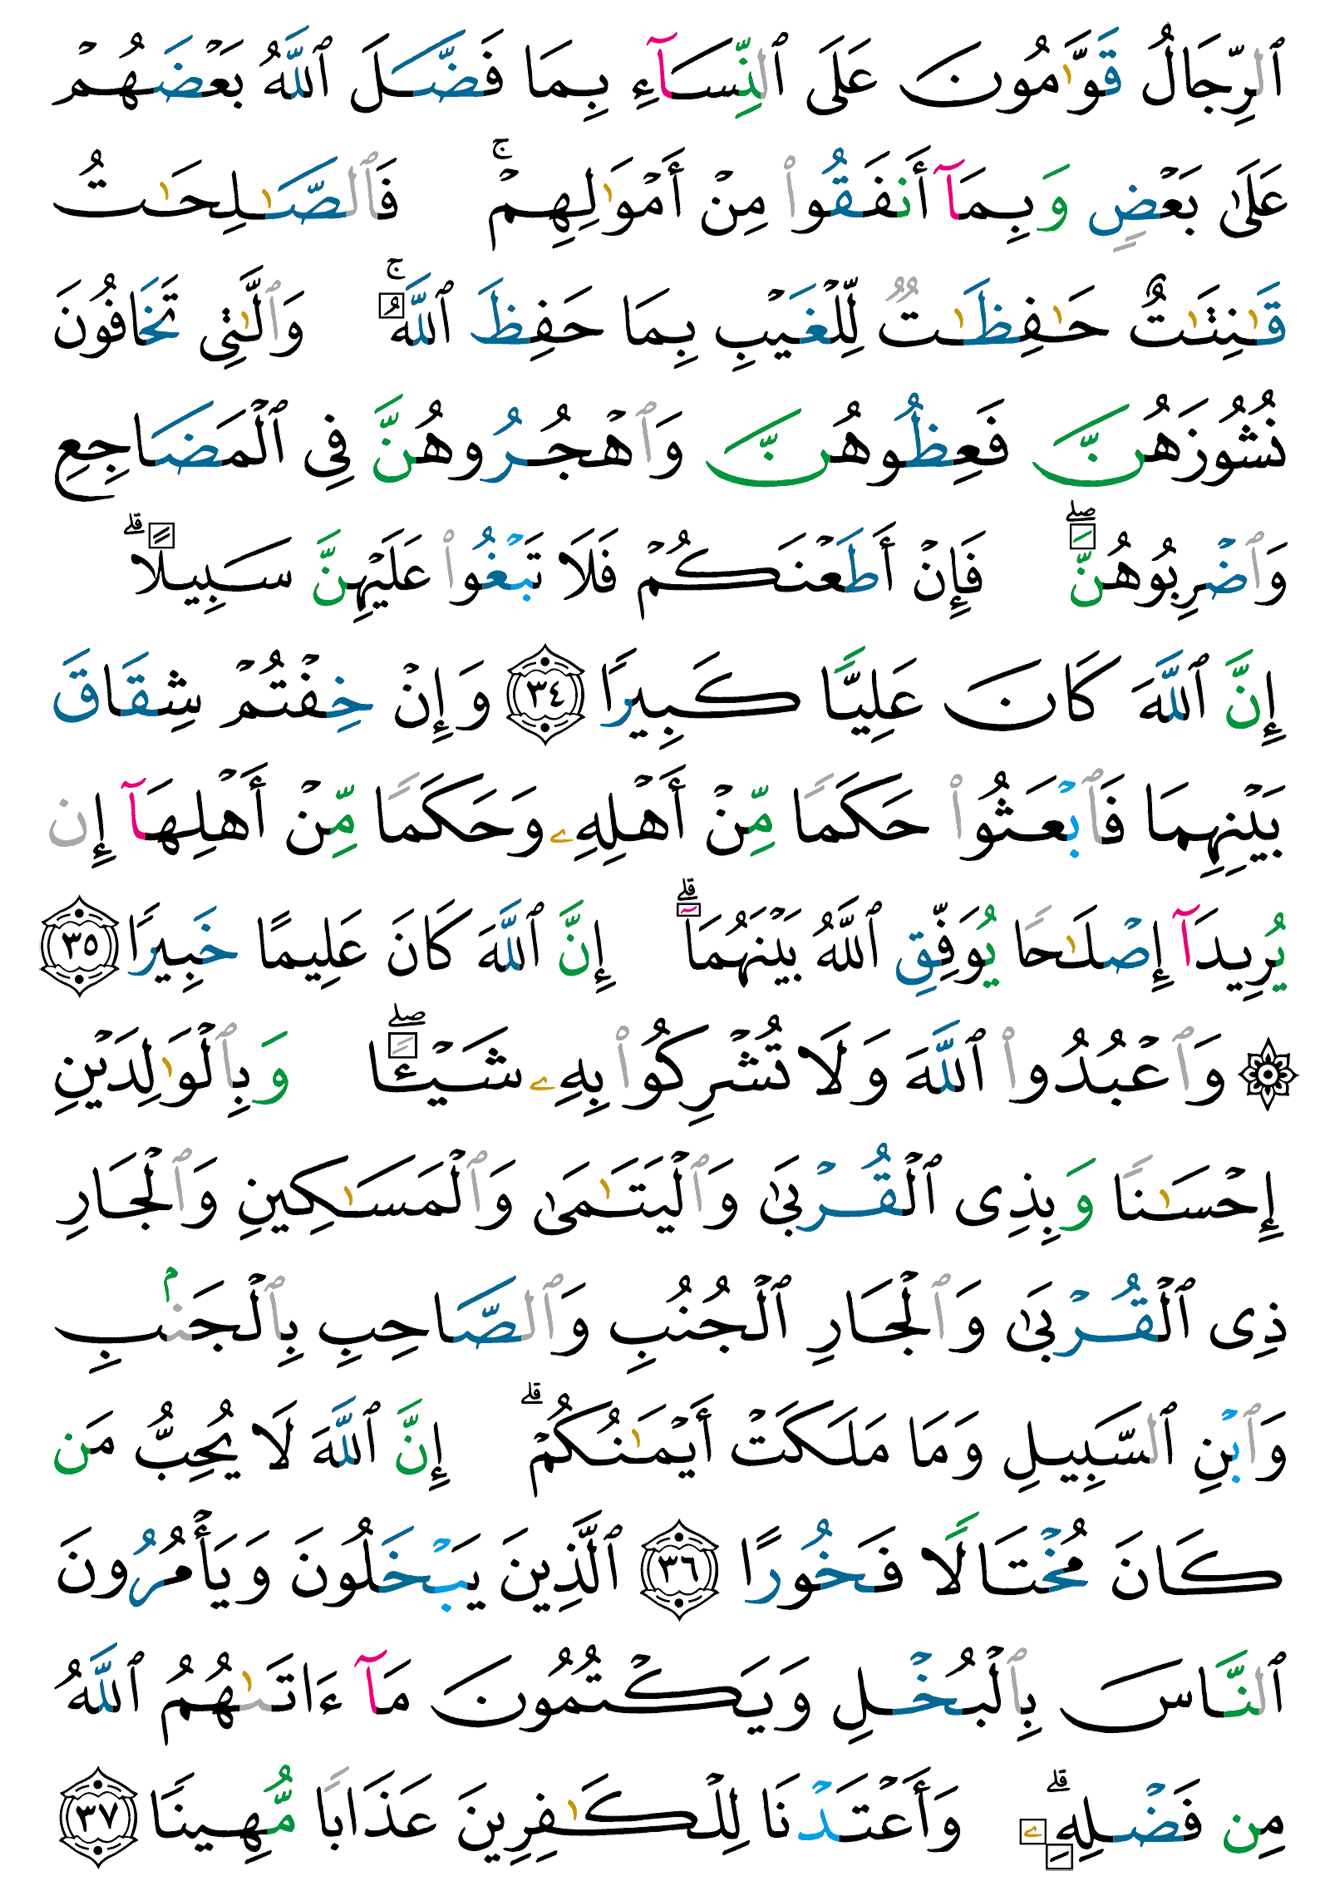 ٱلرِّجَالُ قَوَّٰمُونَ عَلَى ٱلنِّسَآءِ بِمَا فَضَّلَ ٱللَّهُ بَعْضَهُمْ
عَلَىٰ بَعْضٍ وَبِمَآ أَنفَقُوا۟ مِنْ أَمْوَٰلِهِمْ ۚ فَٱلصَّـٰلِحَـٰتُ
قَـٰنِتَـٰتٌ حَـٰفِظَـٰتٌ لِّلْغَيْبِ بِمَا حَفِظَ ٱللَّهُ ۚ وَٱلَّـٰتِى تَخَافُونَ
نُشُوزَهُنَّ فَعِظُوهُنَّ وَٱهْجُرُوهُنَّ فِى ٱلْمَضَاجِعِ
وَٱضْرِبُوهُنَّ ۖ فَإِنْ أَطَعْنَكُمْ فَلَا تَبْغُوا۟ عَلَيْهِنَّ سَبِيلًا ۗ
إِنَّ ٱللَّهَ كَانَ عَلِيًّا كَبِيرًا ٣٤ وَإِنْ خِفْتُمْ شِقَاقَ
بَيْنِهِمَا فَٱبْعَثُوا۟ حَكَمًا مِّنْ أَهْلِهِۦ وَحَكَمًا مِّنْ أَهْلِهَآ إِن
يُرِيدَآ إِصْلَـٰحًا يُوَفِّقِ ٱللَّهُ بَيْنَهُمَآ ۗ إِنَّ ٱللَّهَ كَانَ عَلِيمًا خَبِيرًا ٣٥
۞ وَٱعْبُدُوا۟ ٱللَّهَ وَلَا تُشْرِكُوا۟ بِهِۦ شَيْـًٔا ۖ وَبِٱلْوَٰلِدَيْنِ
إِحْسَـٰنًا وَبِذِى ٱلْقُرْبَىٰ وَٱلْيَتَـٰمَىٰ وَٱلْمَسَـٰكِينِ وَٱلْجَارِ
ذِى ٱلْقُرْبَىٰ وَٱلْجَارِ ٱلْجُنُبِ وَٱلصَّاحِبِ بِٱلْجَنۢبِ
وَٱبْنِ ٱلسَّبِيلِ وَمَا مَلَكَتْ أَيْمَـٰنُكُمْ ۗ إِنَّ ٱللَّهَ لَا يُحِبُّ مَن
كَانَ مُخْتَالًا فَخُورًا ٣٦ ٱلَّذِينَ يَبْخَلُونَ وَيَأْمُرُونَ
ٱلنَّاسَ بِٱلْبُخْلِ وَيَكْتُمُونَ مَآ ءَاتَىٰهُمُ ٱللَّهُ
مِن فَضْلِهِۦ ۗ وَأَعْتَدْنَا لِلْكَـٰفِرِينَ عَذَابًا مُّهِينًا ٣٧